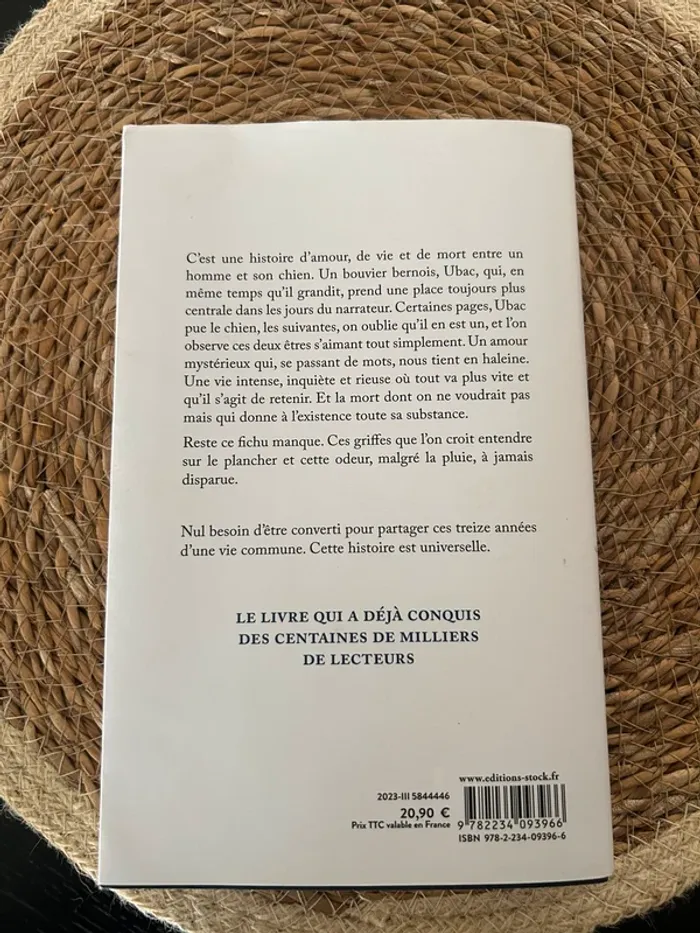 C'est une histoire d'amour, de vie et de mort entre un
homme et son chien. Un bouvier bernois, Ubac, qui, en
même temps qu'il grandit, prend une place toujours plus
centrale dans les jours du narrateur. Certaines pages, Ubac
pue le chien, les suivantes, on oublie qu'il en est un, et l'on
observe ces deux êtres s'aimant tout simplement. Un amour
mystérieux qui, se passant de mots, nous tient en haleine.
Une vie intense, inquiète et rieuse où tout va plus vite et
qu'il s'agit de retenir. Et la mort dont on ne voudrait pas
mais qui donne à l'existence toute sa substance.
Reste ce fichu manque. Ces griffes que l'on croit entendre
sur le plancher et cette odeur, malgré la pluie, à jamais
disparue.
Nul besoin d'être converti pour partager ces treize années
d'une vie commune. Cette histoire est universelle.
LE LIVRE QUI A DÉJÀ CONQUIS
DES CENTAINES DE MILLIERS
DE LECTEURS
www.editions-stock.fr
2023-III 5844446
20,90 €
Prix TTC valable en France
9 782234 093966
ISBN 978-2-234-09396-6